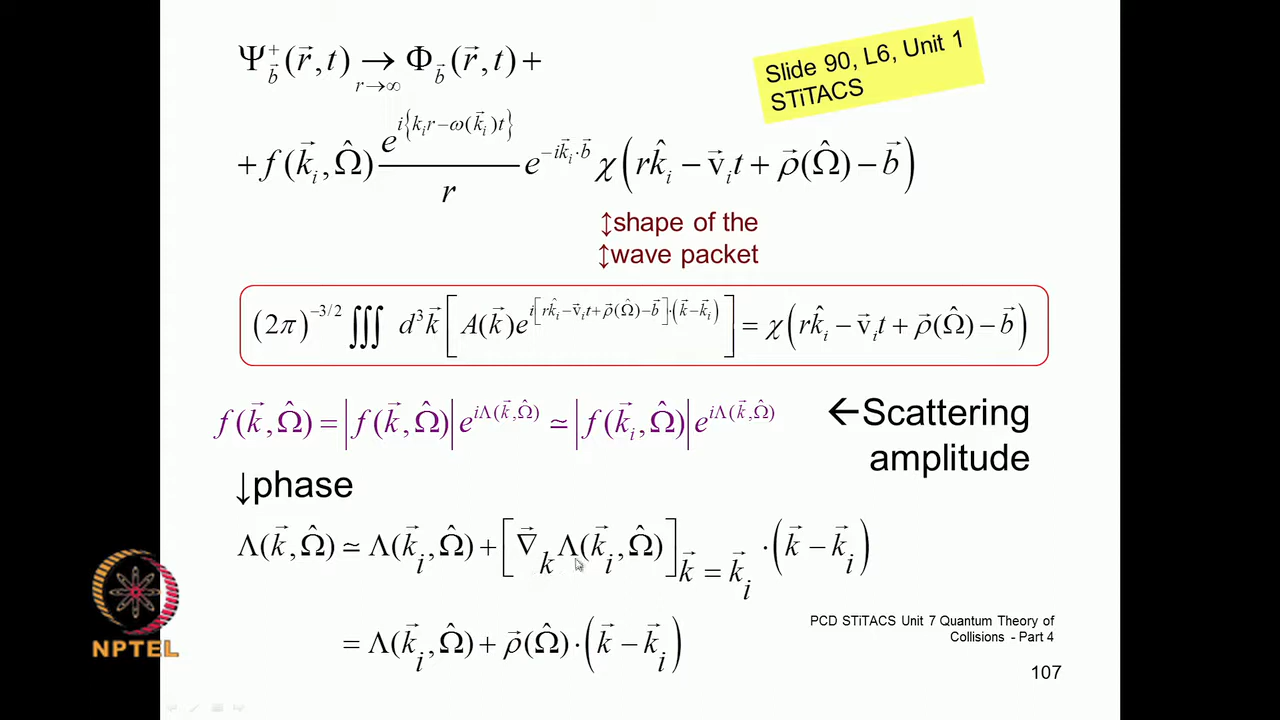 Ψ⁺_b⃗ (r⃗, t) →_{r→∞} Φ_b⃗ (r⃗, t) +
Slide 90, L6, Unit 1
STiTACS
+ f(k⃗_i, Ω̂) e^{i{k_i r − ω(k⃗_i)t}} / r e^{−ik⃗_i·b⃗} χ(r k̂_i − v⃗_i t + ρ⃗(Ω̂) − b⃗)
↕shape of the
↕wave packet
(2π)^{−3/2} ∭ d³k⃗ [A(k⃗)e^{i[r k̂_i − v⃗_i t + ρ⃗(Ω̂) − b⃗]·(k⃗ − k⃗_i)}] = χ(r k̂_i − v⃗_i t + ρ⃗(Ω̂) − b⃗)
f(k⃗, Ω̂) = |f(k⃗, Ω̂)| e^{iΛ(k⃗, Ω̂)} ≃ |f(k⃗_i, Ω̂)| e^{iΛ(k⃗, Ω̂)}
←Scattering
amplitude
↓phase
Λ(k⃗, Ω̂) ≃ Λ(k⃗_i, Ω̂) + [∇⃗_k Λ(k⃗_i, Ω̂)]_{k⃗ = k⃗_i} · (k⃗ − k⃗_i)
= Λ(k⃗_i, Ω̂) + ρ⃗(Ω̂) · (k⃗ − k⃗_i)
PCD STiTACS Unit 7 Quantum Theory of
Collisions - Part 4
107
NPTEL